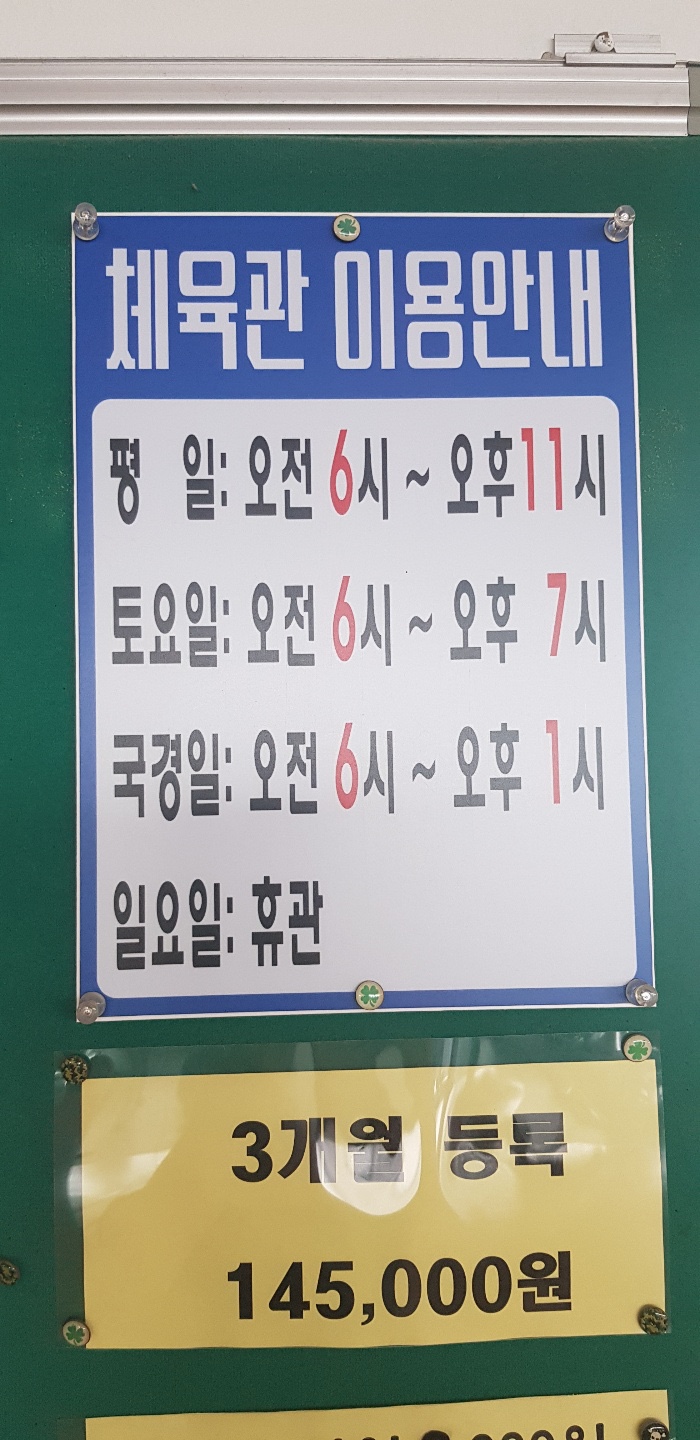 체육관 이용안내
평 일: 오전 6시 ~ 오후 11시
토요일: 오전 6시 ~ 오후 7시
국경일: 오전 6시 ~ 오후 1시
일요일: 휴관
3개월 등록
145,000원